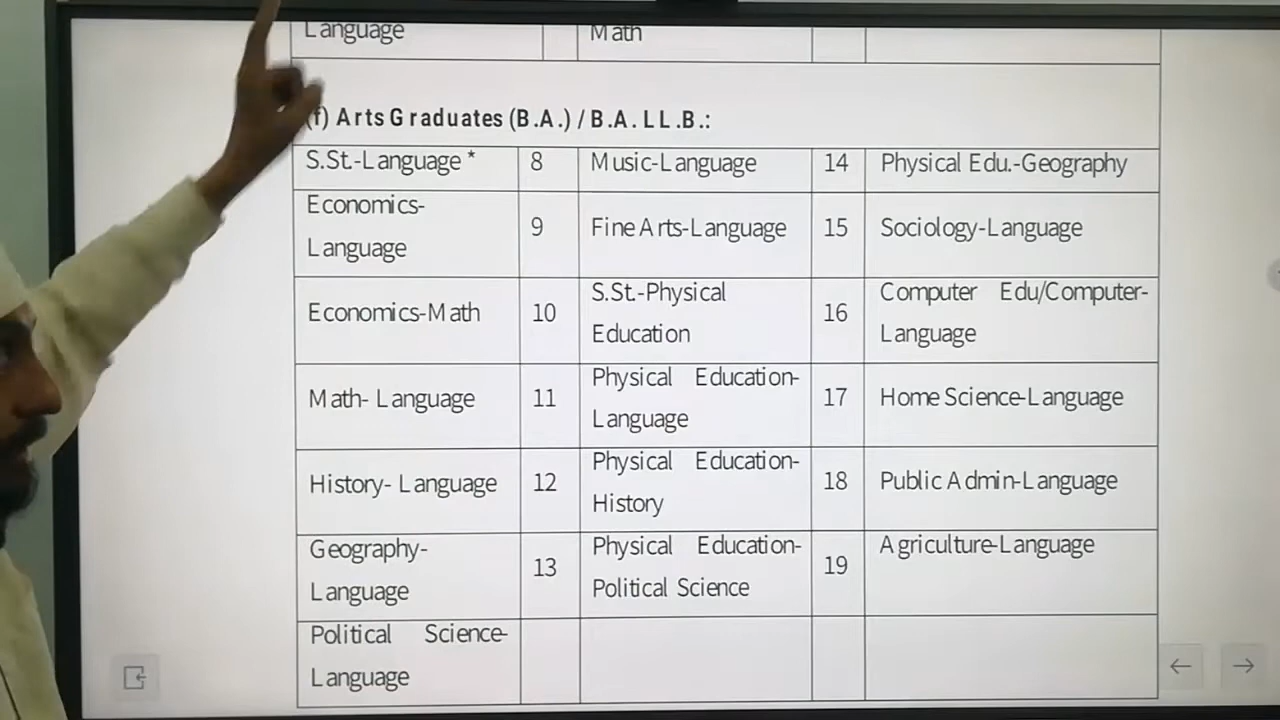 Language
Math
(f) Arts Graduates (B.A.) / B.A. LL.B.:
S.St.-Language *
8
Music-Language
14
Physical Edu.-Geography
Economics-
Language
9
Fine Arts-Language
15
Sociology-Language
Economics-Math
10
S.St.-Physical
Education
16
Computer Edu/Computer-
Language
Math- Language
11
Physical Education-
Language
17
Home Science-Language
History- Language
12
Physical Education-
History
18
Public Admin-Language
Geography-
Language
13
Physical Education-
Political Science
19
Agriculture-Language
Political Science-
Language